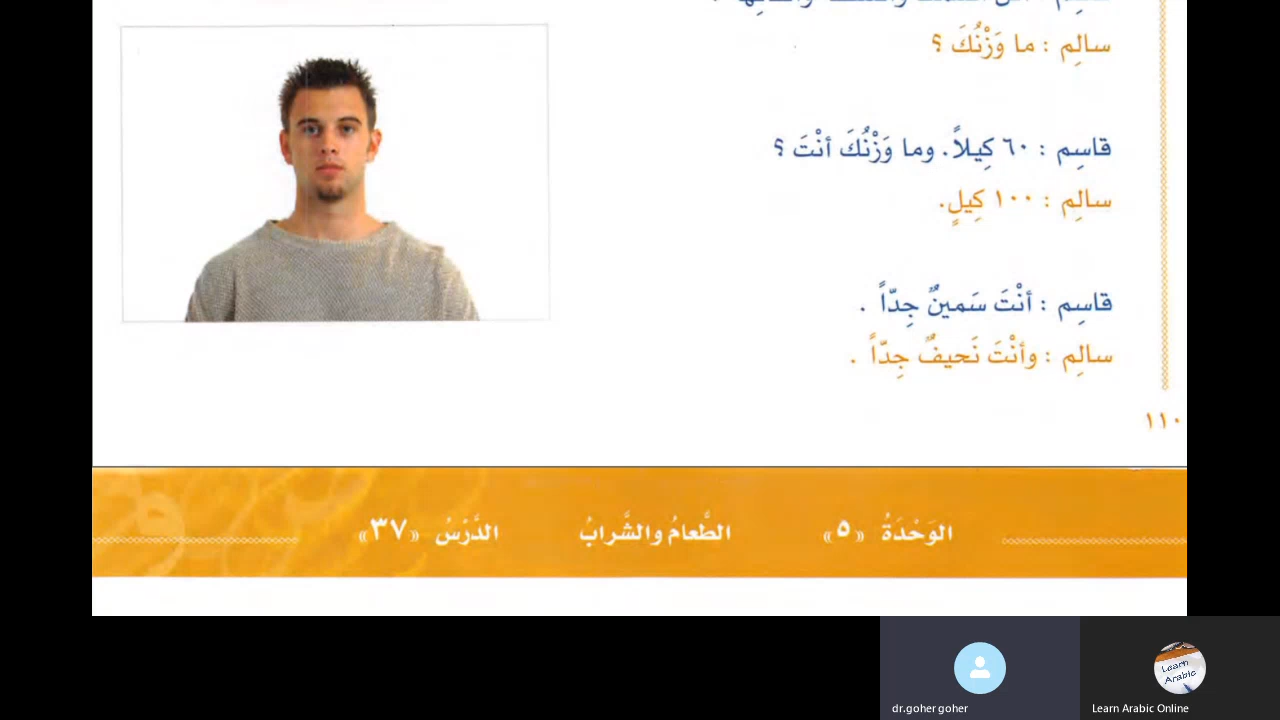 سالِم : ما وَزْنُكَ ؟
قاسِم : ٦٠ كِيلاً. وما وَزْنُكَ أنْتَ ؟
سالِم : ١٠٠ كِيلٍ.
قاسِم : أنْتَ سَمينٌ جِدّاً .
سالِم : وأنْتَ نَحيفٌ جِدّاً .
١١٠
الوَحْدَةُ «٥» الطَّعامُ والشَّرابُ الدَّرْسُ «٣٧»
Learn Arabic
dr.goher goher
Learn Arabic Online